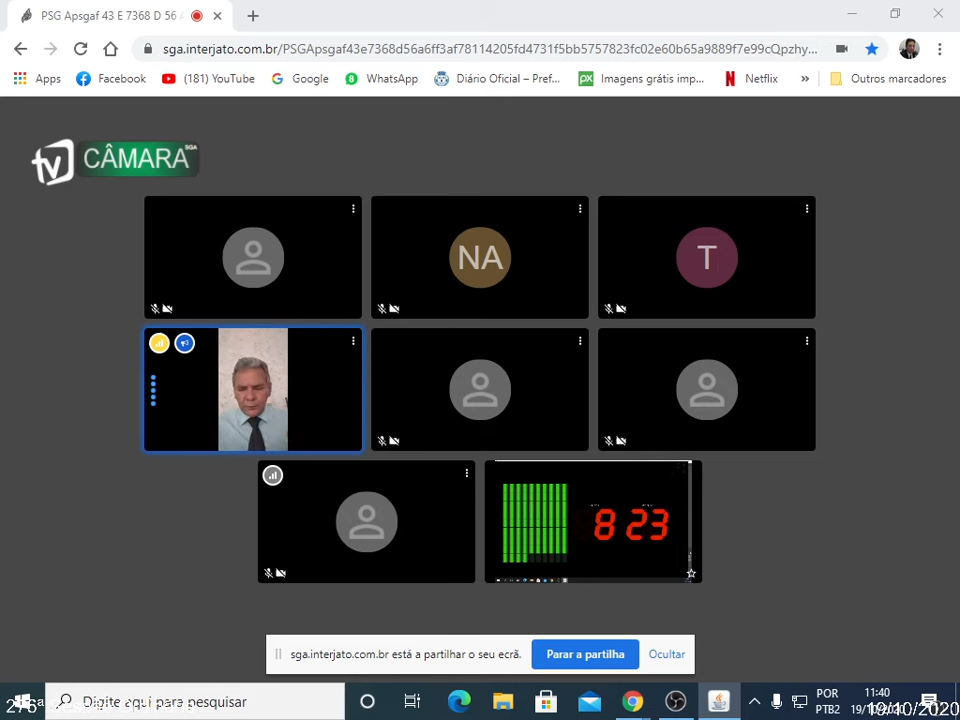 PSG Apsgaf 43 E 7368 D 56
sga.interjato.com.br/PSGApsgaf43e7368d56a6ff3af78114205fd4731f5bb5757823fc02e60b65a9889f7e99cQpzhy...
Apps Facebook (181) YouTube Google WhatsApp Diário Oficial – Pref... Imagens grátis imp... Netflix » Outros marcadores
tv CÂMARA SGA
NA
T
8 23
sga.interjato.com.br está a partilhar o seu ecrã. Parar a partilha Ocultar
Digite aqui para pesquisar
POR 11:40
PTB2
19/10/2020